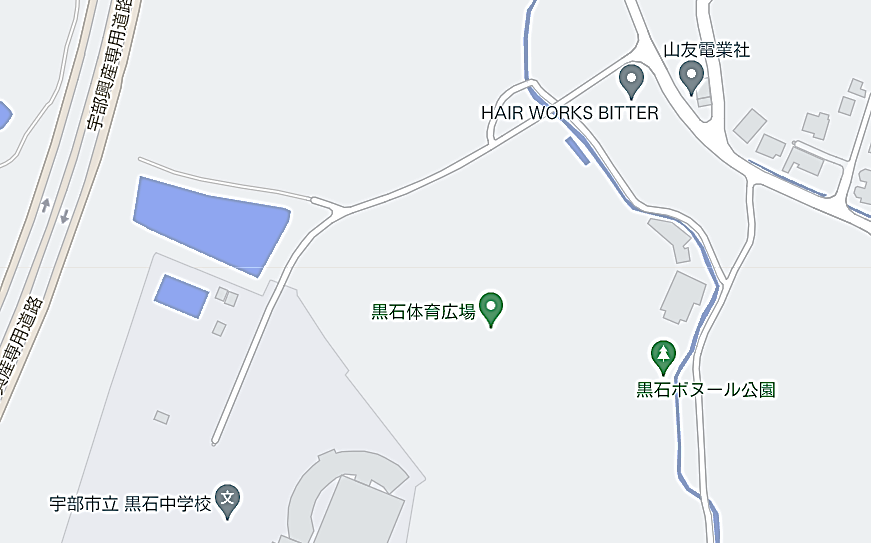 宇部興産専用道路
山友電業社
HAIR WORKS BITTER
黒石体育広場
産専用道路
黒石ボヌール公園
宇部市立 黒石中学校
文